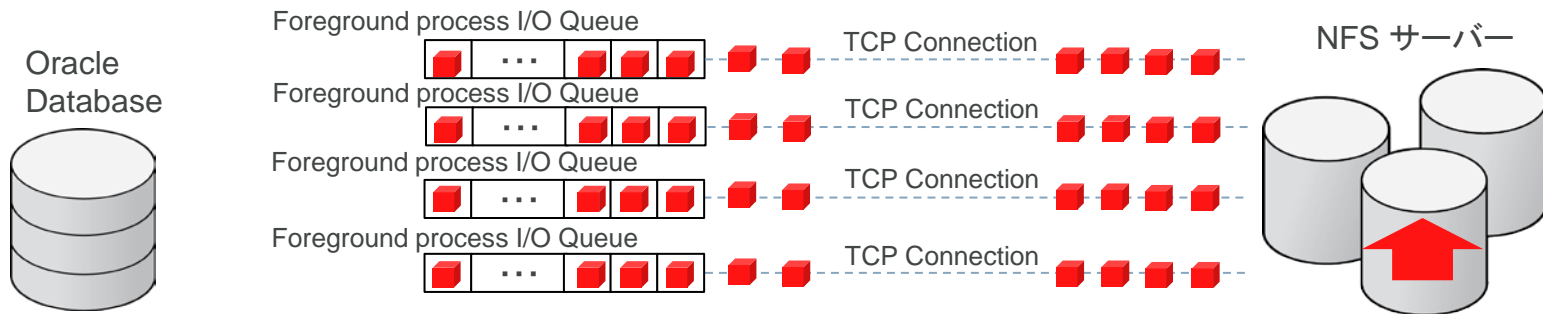 Foreground process I/O Queue
Oracle
Database
TCP Connection
NFS サーバー
Foreground process I/O Queue
TCP Connection
Foreground process I/O Queue
TCP Connection
Foreground process I/O Queue
TCP Connection